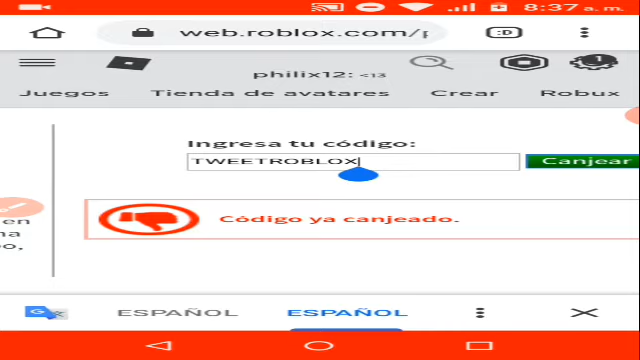 8:37 a. m.
web.roblox.com/
:D
1
philix12: <13
Juegos Tienda de avatares Crear Robux
Ingresa tu código:
TWEETROBLOX Canjear
en
Código ya canjeado.
na
o,
ESPAÑOL ESPAÑOL